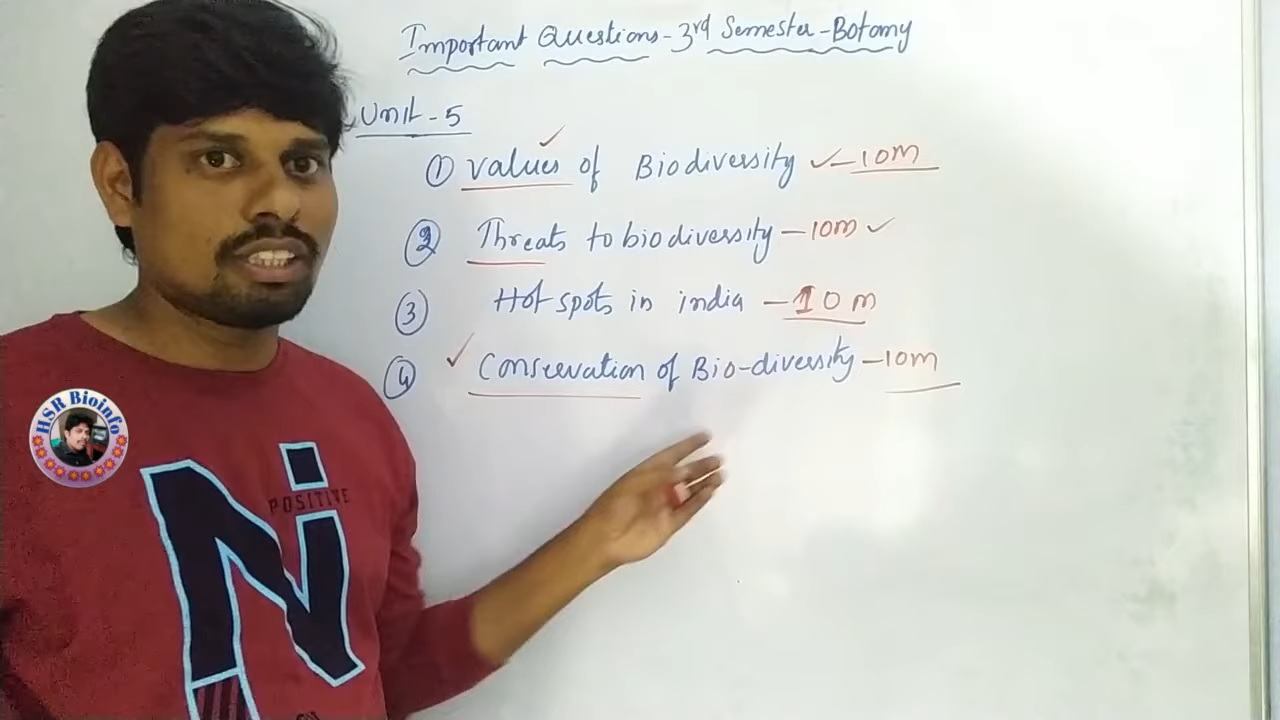 Important Questions - 3rd Semester - Botany
Unit - 5
① values of Biodiversity ✓ - 10m
② Threats to biodiversity - 10m ✓
③ Hot spots in india - 10m
④ ✓ Conservation of Bio-diversity - 10m
HSR Bioinfo
POSITIVE